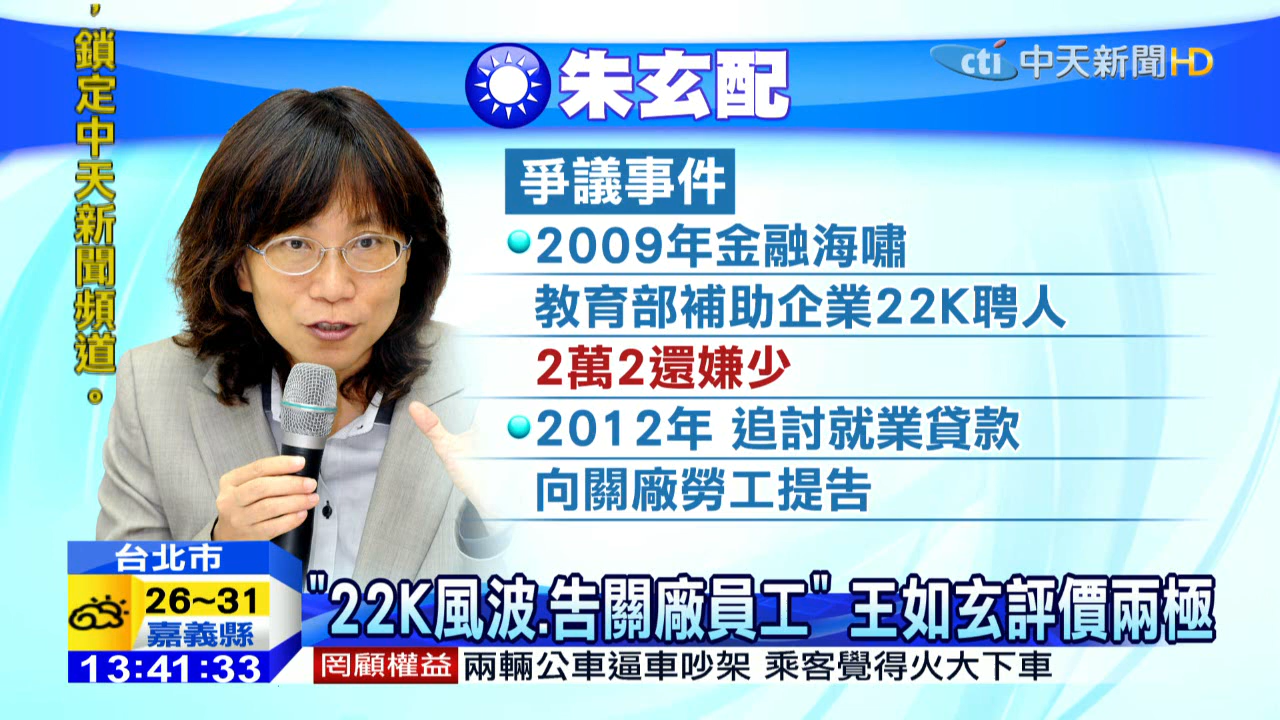 ，鎖定中天新聞頻道。
朱玄配
cti 中天新聞HD
爭議事件
2009年金融海嘯
教育部補助企業22K聘人
2萬2還嫌少
2012年 追討就業貸款
向關廠勞工提告
台北市
26~31
嘉義縣
13:41:33
"22K風波.告關廠員工" 王如玄評價兩極
罔顧權益 兩輛公車逼車吵架 乘客覺得火大下車